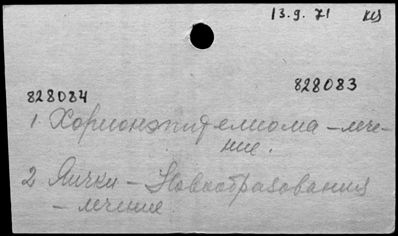 13.9.71
828083
828084
1. Хорионэпителиома – лече-
ние.
2 Яички – Новообразования
– лечение